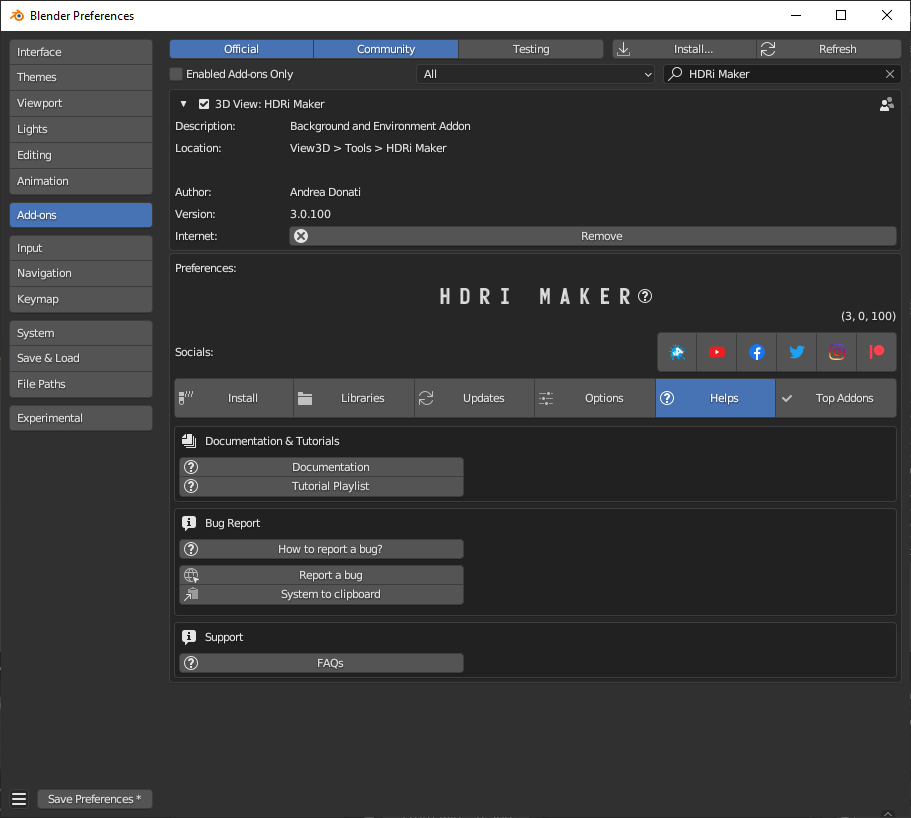 Blender Preferences
Interface
Themes
Viewport
Lights
Editing
Animation
Add-ons
Input
Navigation
Keymap
System
Save & Load
File Paths
Experimental
Save Preferences *
Official Community Testing Install... Refresh
Enabled Add-ons Only All HDRi Maker
3D View: HDRi Maker
Description: Background and Environment Addon
Location: View3D > Tools > HDRi Maker
Author: Andrea Donati
Version: 3.0.100
Internet: Remove
Preferences:
HDRI MAKER
(3, 0, 100)
Socials:
Install Libraries Updates Options Helps Top Addons
Documentation & Tutorials
Documentation
Tutorial Playlist
Bug Report
How to report a bug?
Report a bug
System to clipboard
Support
FAQs